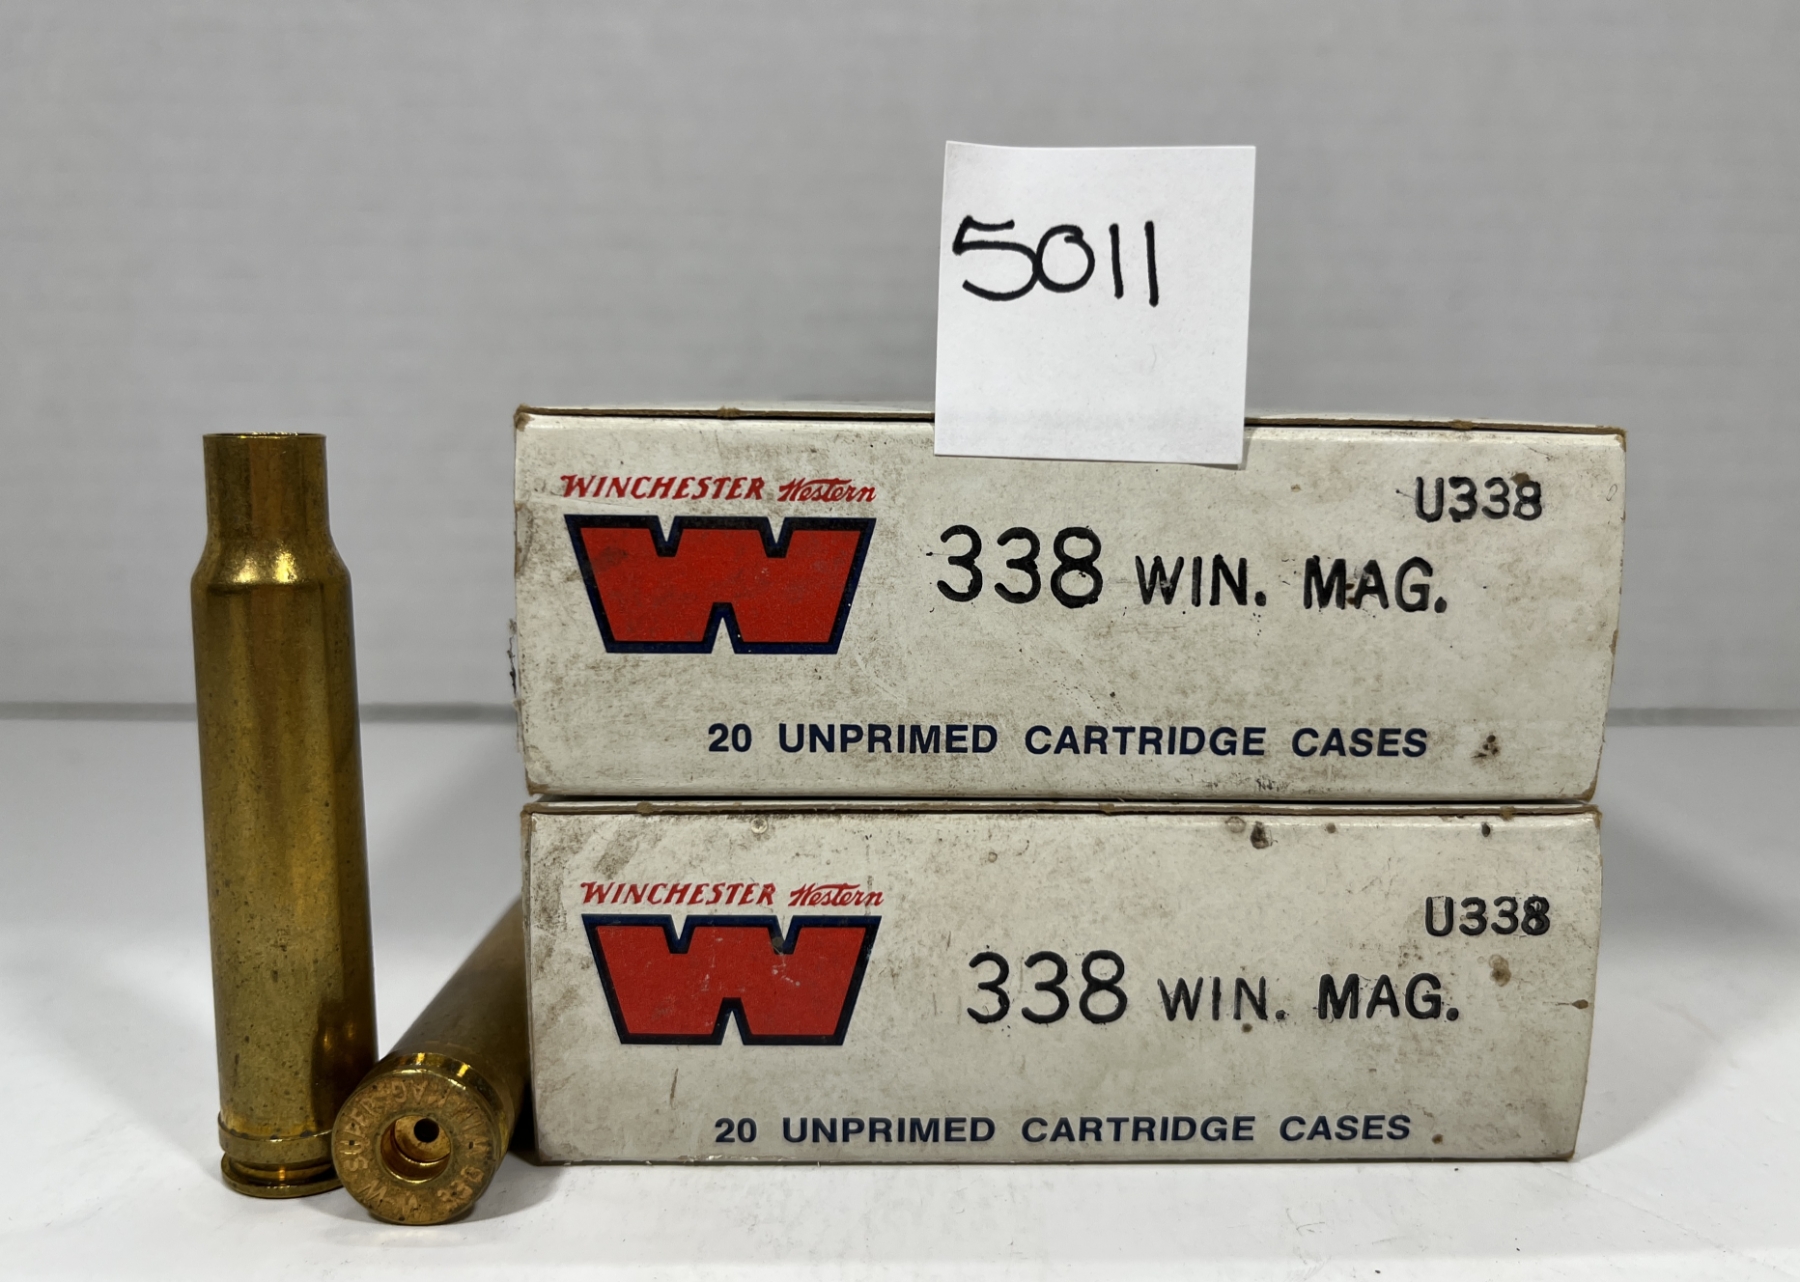 5011
WINCHESTER Western
W
U338
338 WIN. MAG.
20 UNPRIMED CARTRIDGE CASES
WINCHESTER Western
W
U338
338 WIN. MAG.
20 UNPRIMED CARTRIDGE CASES
W-W SUPER